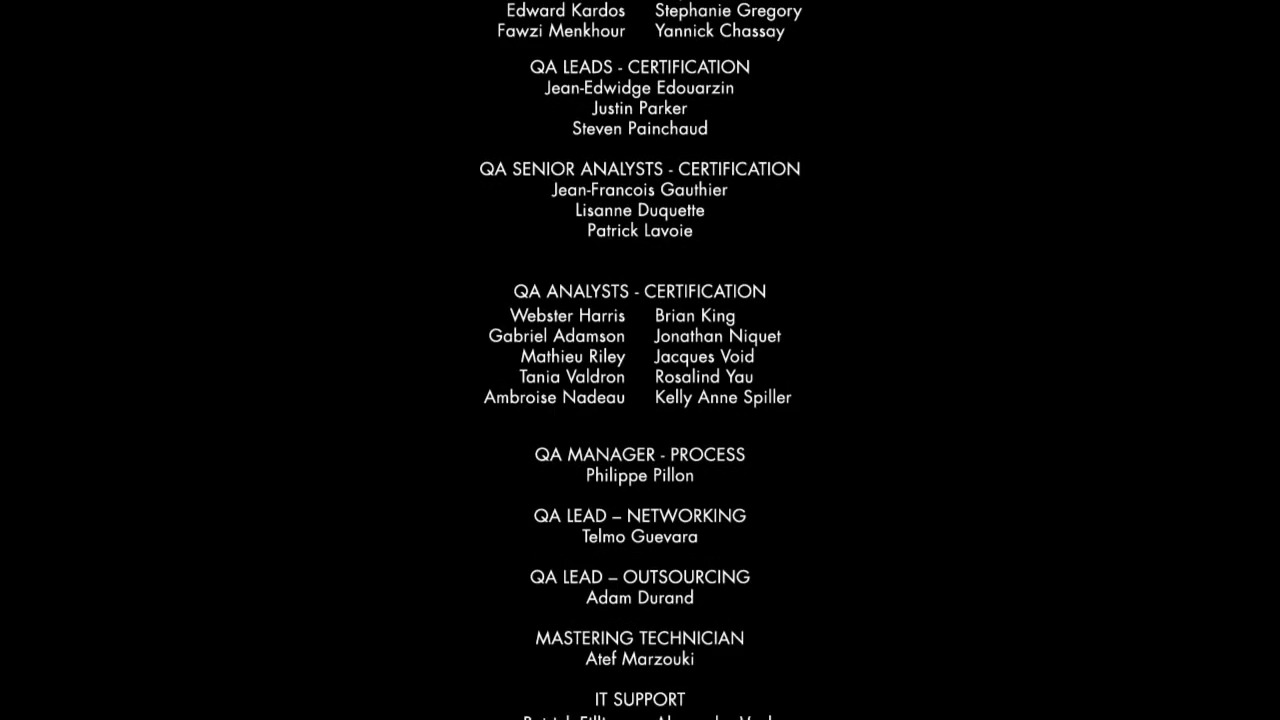 Edward Kardos Stephanie Gregory
Fawzi Menkhour Yannick Chassay
QA LEADS - CERTIFICATION
Jean-Edwidge Edouarzin
Justin Parker
Steven Painchaud
QA SENIOR ANALYSTS - CERTIFICATION
Jean-Francois Gauthier
Lisanne Duquette
Patrick Lavoie
QA ANALYSTS - CERTIFICATION
Webster Harris Brian King
Gabriel Adamson Jonathan Niquet
Mathieu Riley Jacques Void
Tania Valdron Rosalind Yau
Ambroise Nadeau Kelly Anne Spiller
QA MANAGER - PROCESS
Philippe Pillon
QA LEAD – NETWORKING
Telmo Guevara
QA LEAD – OUTSOURCING
Adam Durand
MASTERING TECHNICIAN
Atef Marzouki
IT SUPPORT